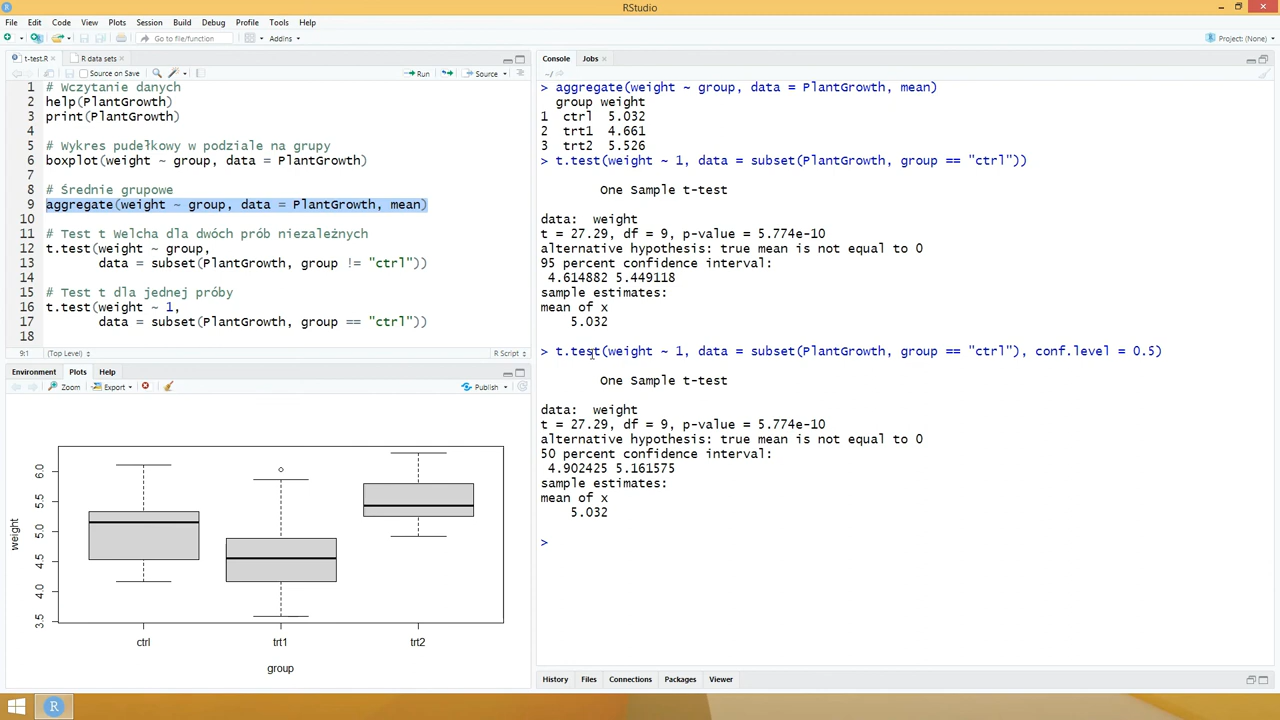 RStudio
File Edit Code View Plots Session Build Debug Profile Tools Help
Go to file/function Addins Project: (None)
t-test.R R data sets
Source on Save Run Source
1 # Wczytanie danych
2 help(PlantGrowth)
3 print(PlantGrowth)
4
5 # Wykres pudełkowy w podziale na grupy
6 boxplot(weight ~ group, data = PlantGrowth)
7
8 # Średnie grupowe
9 aggregate(weight ~ group, data = PlantGrowth, mean)
10
11 # Test t Welcha dla dwóch prób niezależnych
12 t.test(weight ~ group,
13 data = subset(PlantGrowth, group != "ctrl"))
14
15 # Test t dla jednej próby
16 t.test(weight ~ 1,
17 data = subset(PlantGrowth, group == "ctrl"))
18
9:1 (Top Level) R Script
Environment Plots Help
Zoom Export Publish
weight
6.0
5.5
5.0
4.5
4.0
3.5
ctrl trt1 trt2
group
Console Jobs
~/
> aggregate(weight ~ group, data = PlantGrowth, mean)
group weight
1 ctrl 5.032
2 trt1 4.661
3 trt2 5.526
> t.test(weight ~ 1, data = subset(PlantGrowth, group == "ctrl"))
One Sample t-test
data: weight
t = 27.29, df = 9, p-value = 5.774e-10
alternative hypothesis: true mean is not equal to 0
95 percent confidence interval:
4.614882 5.449118
sample estimates:
mean of x
5.032
> t.test(weight ~ 1, data = subset(PlantGrowth, group == "ctrl"), conf.level = 0.5)
One Sample t-test
data: weight
t = 27.29, df = 9, p-value = 5.774e-10
alternative hypothesis: true mean is not equal to 0
50 percent confidence interval:
4.902425 5.161575
sample estimates:
mean of x
5.032
>
History Files Connections Packages Viewer
R